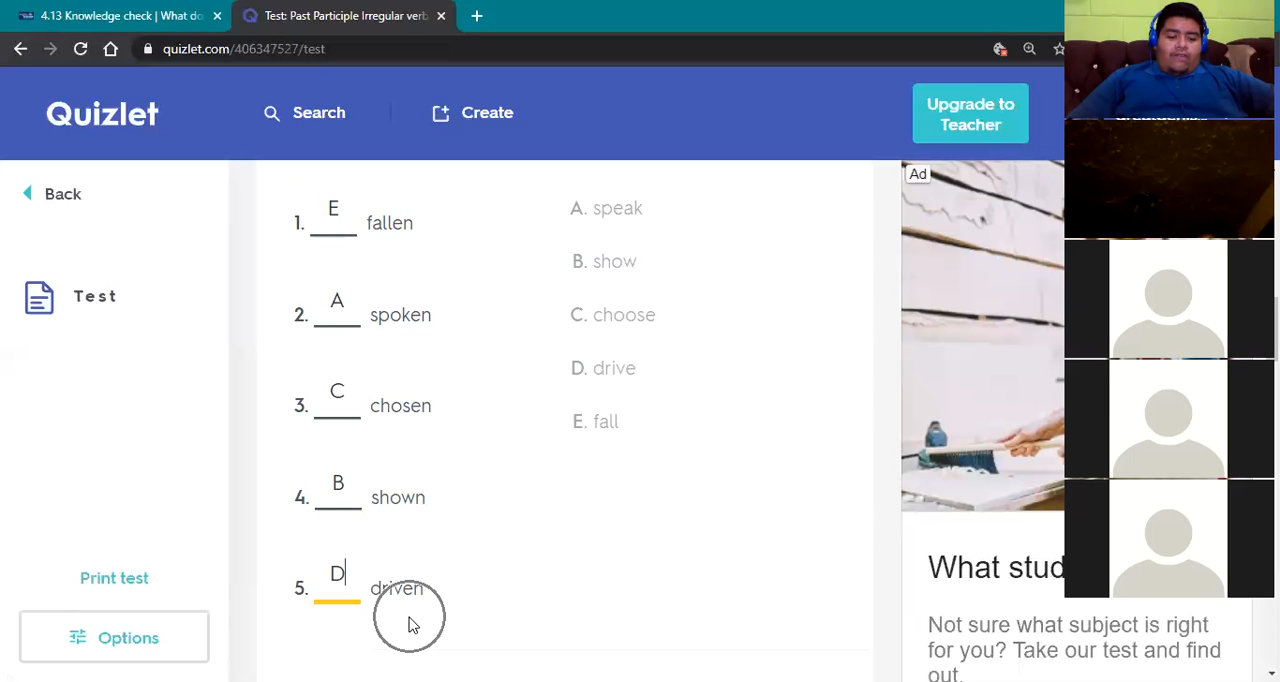 4.13 Knowledge check | What do
Test: Past Participle Irregular verb
quizlet.com/406347527/test
Quizlet
Search
Create
Upgrade to
Teacher
Back
Test
Print test
Options
1. E fallen
2. A spoken
3. C chosen
4. B shown
5. D driven
A. speak
B. show
C. choose
D. drive
E. fall
Ad
What stud
Not sure what subject is right
for you? Take our test and find
out.